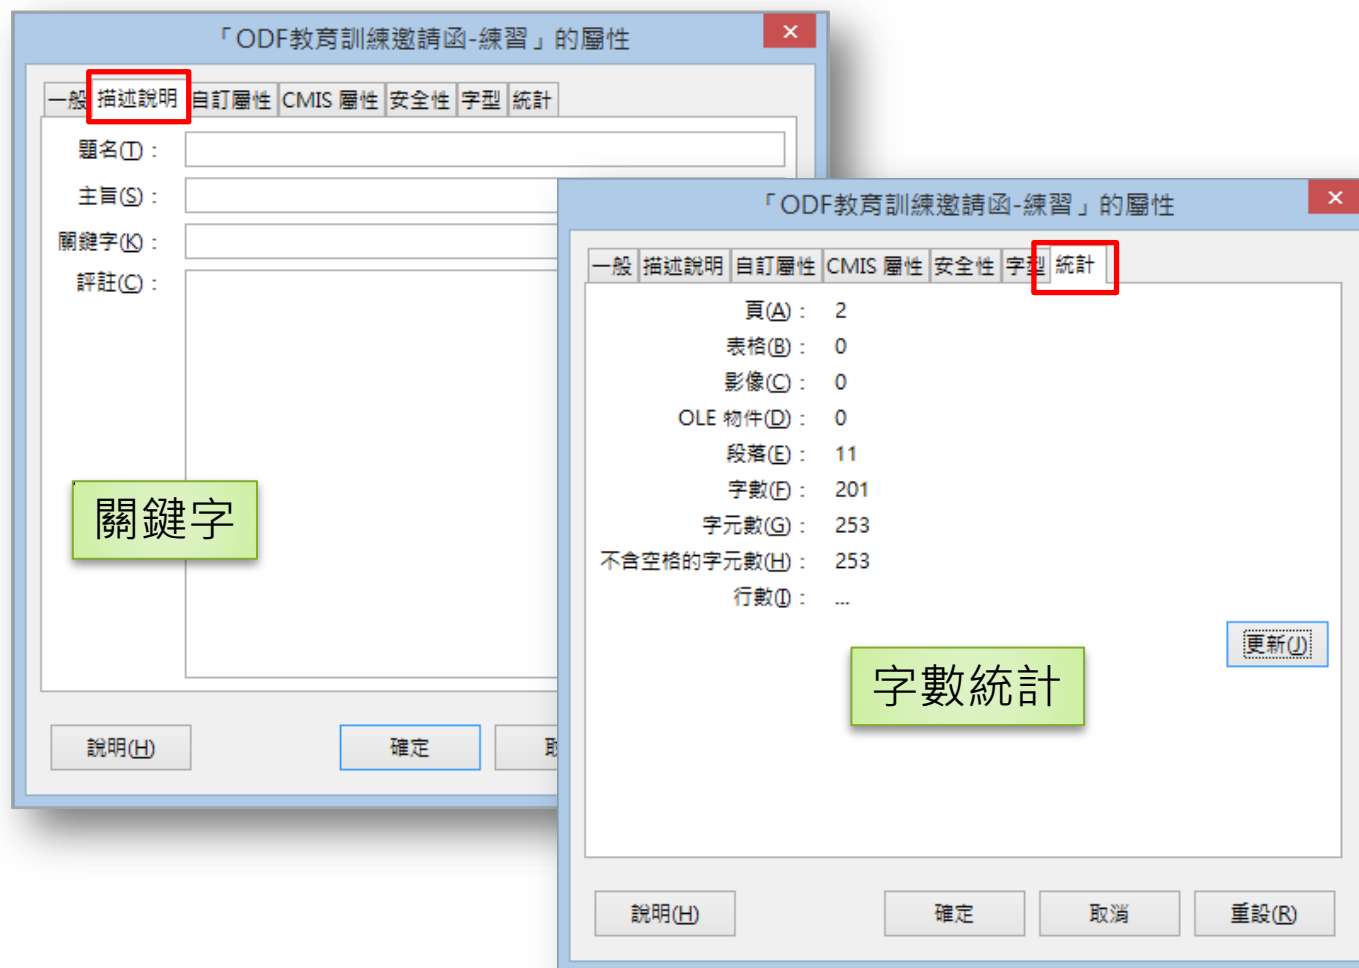 「ODF教育訓練邀請函-練習」的屬性
一般 描述說明 自訂屬性 CMIS 屬性 安全性 字型 統計
題名(T)：
主旨(S)：
關鍵字(K)：
評註(C)：
關鍵字
說明(H) 確定
「ODF教育訓練邀請函-練習」的屬性
一般 描述說明 自訂屬性 CMIS 屬性 安全性 字型 統計
頁(A)： 2
表格(B)： 0
影像(C)： 0
OLE 物件(D)： 0
段落(E)： 11
字數(F)： 201
字元數(G)： 253
不含空格的字元數(H)： 253
行數(I)： ...
更新(J)
字數統計
說明(H) 確定 取消 重設(R)